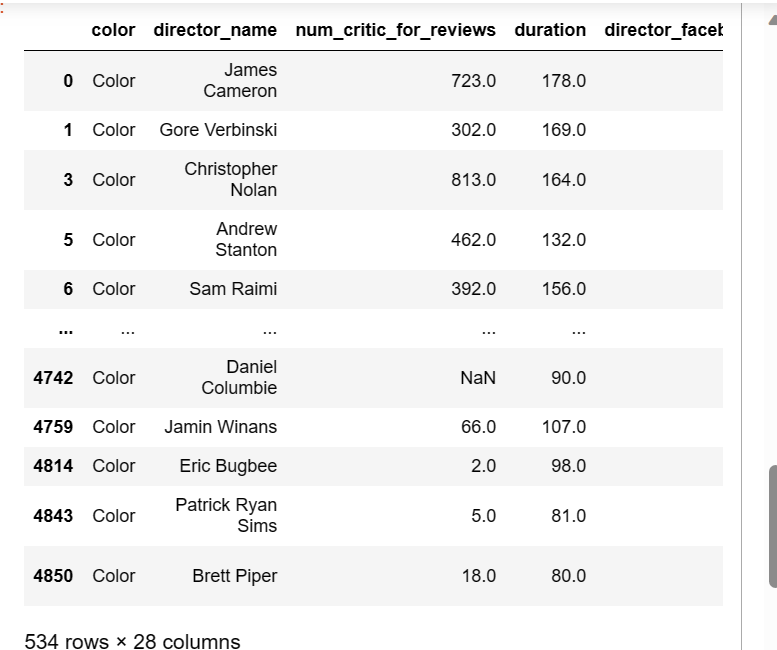 color director_name num_critic_for_reviews duration director_faceb
0 Color James Cameron 723.0 178.0
1 Color Gore Verbinski 302.0 169.0
3 Color Christopher Nolan 813.0 164.0
5 Color Andrew Stanton 462.0 132.0
6 Color Sam Raimi 392.0 156.0
... ... ... ... ...
4742 Color Daniel Columbie NaN 90.0
4759 Color Jamin Winans 66.0 107.0
4814 Color Eric Bugbee 2.0 98.0
4843 Color Patrick Ryan Sims 5.0 81.0
4850 Color Brett Piper 18.0 80.0
534 rows × 28 columns